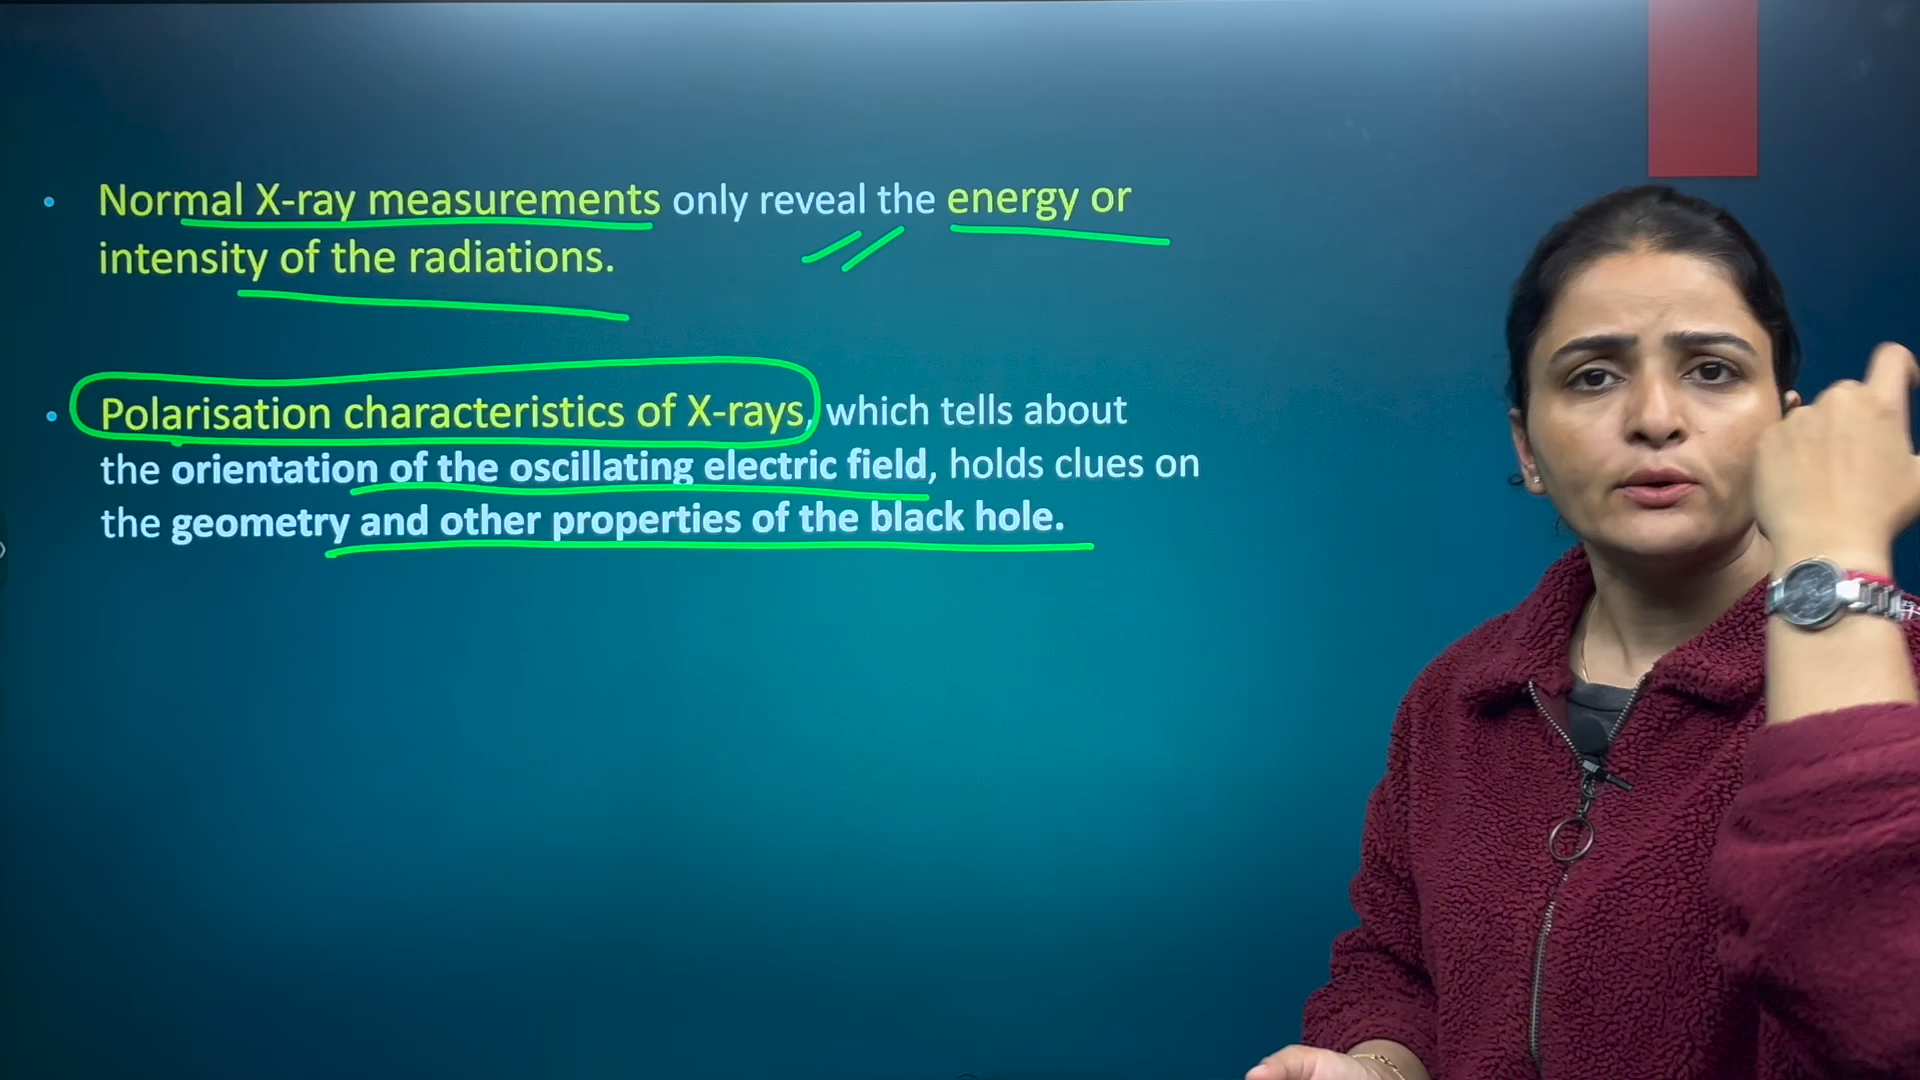 Normal X-ray measurements only reveal the energy or
intensity of the radiations.
Polarisation characteristics of X-rays, which tells about
the orientation of the oscillating electric field, holds clues on
the geometry and other properties of the black hole.